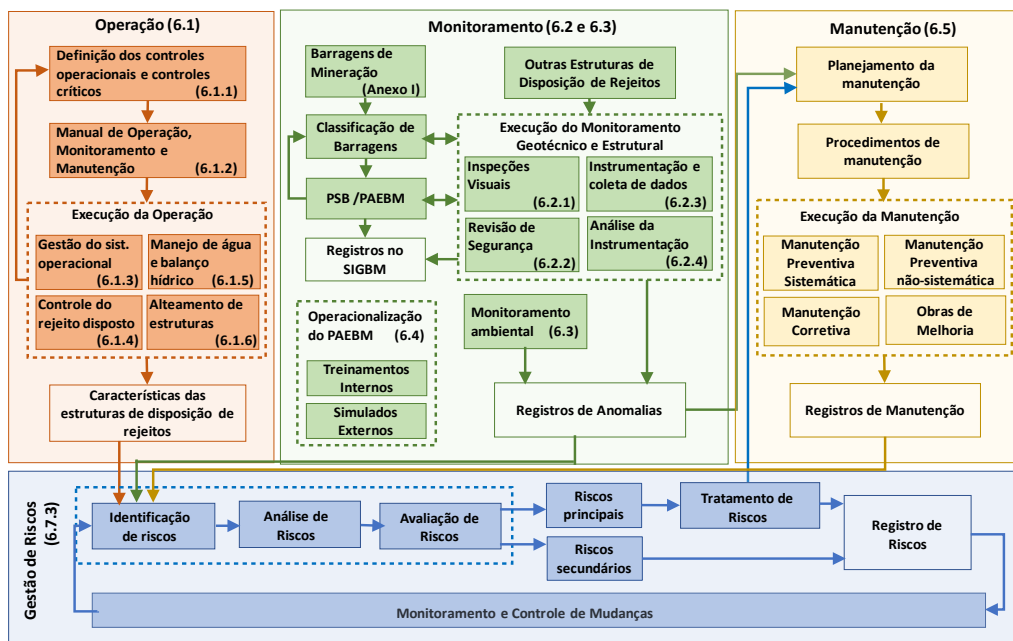 Operação (6.1)
Definição dos controles
operacionais e controles
críticos
(6.1.1)
Manual de Operação,
Monitoramento e
Manutenção
(6.1.2)
Execução da Operação
Gestão do sist.
operacional
(6.1.3)
Manejo de água
e balanço
hídrico
(6.1.5)
Controle do
rejeito disposto
(6.1.4)
Alteamento de
estruturas
(6.1.6)
Características das
estruturas de disposição de
rejeitos
Monitoramento (6.2 e 6.3)
Barragens de
Mineração
(Anexo I)
Classificação de
Barragens
PSB /PAEBM
Registros no
SIGBM
Outras Estruturas de
Disposição de Rejeitos
Execução do Monitoramento
Geotécnico e Estrutural
Inspeções
Visuais
(6.2.1)
Instrumentação e
coleta de dados
(6.2.3)
Revisão de
Segurança
(6.2.2)
Análise da
Instrumentação
(6.2.4)
Operacionalização
do PAEBM (6.4)
Treinamentos
Internos
Simulados
Externos
Monitoramento
ambiental (6.3)
Registros de Anomalias
Manutenção (6.5)
Planejamento da
manutenção
Procedimentos de
manutenção
Execução da Manutenção
Manutenção
Preventiva
Sistemática
Manutenção
Preventiva
não-sistemática
Manutenção
Corretiva
Obras de
Melhoria
Registros de Manutenção
Gestão de Riscos
(6.7.3)
Identificação
de riscos
Análise de
Riscos
Avaliação de
Riscos
Riscos
principais
Riscos
secundários
Tratamento de
Riscos
Registro de
Riscos
Monitoramento e Controle de Mudanças